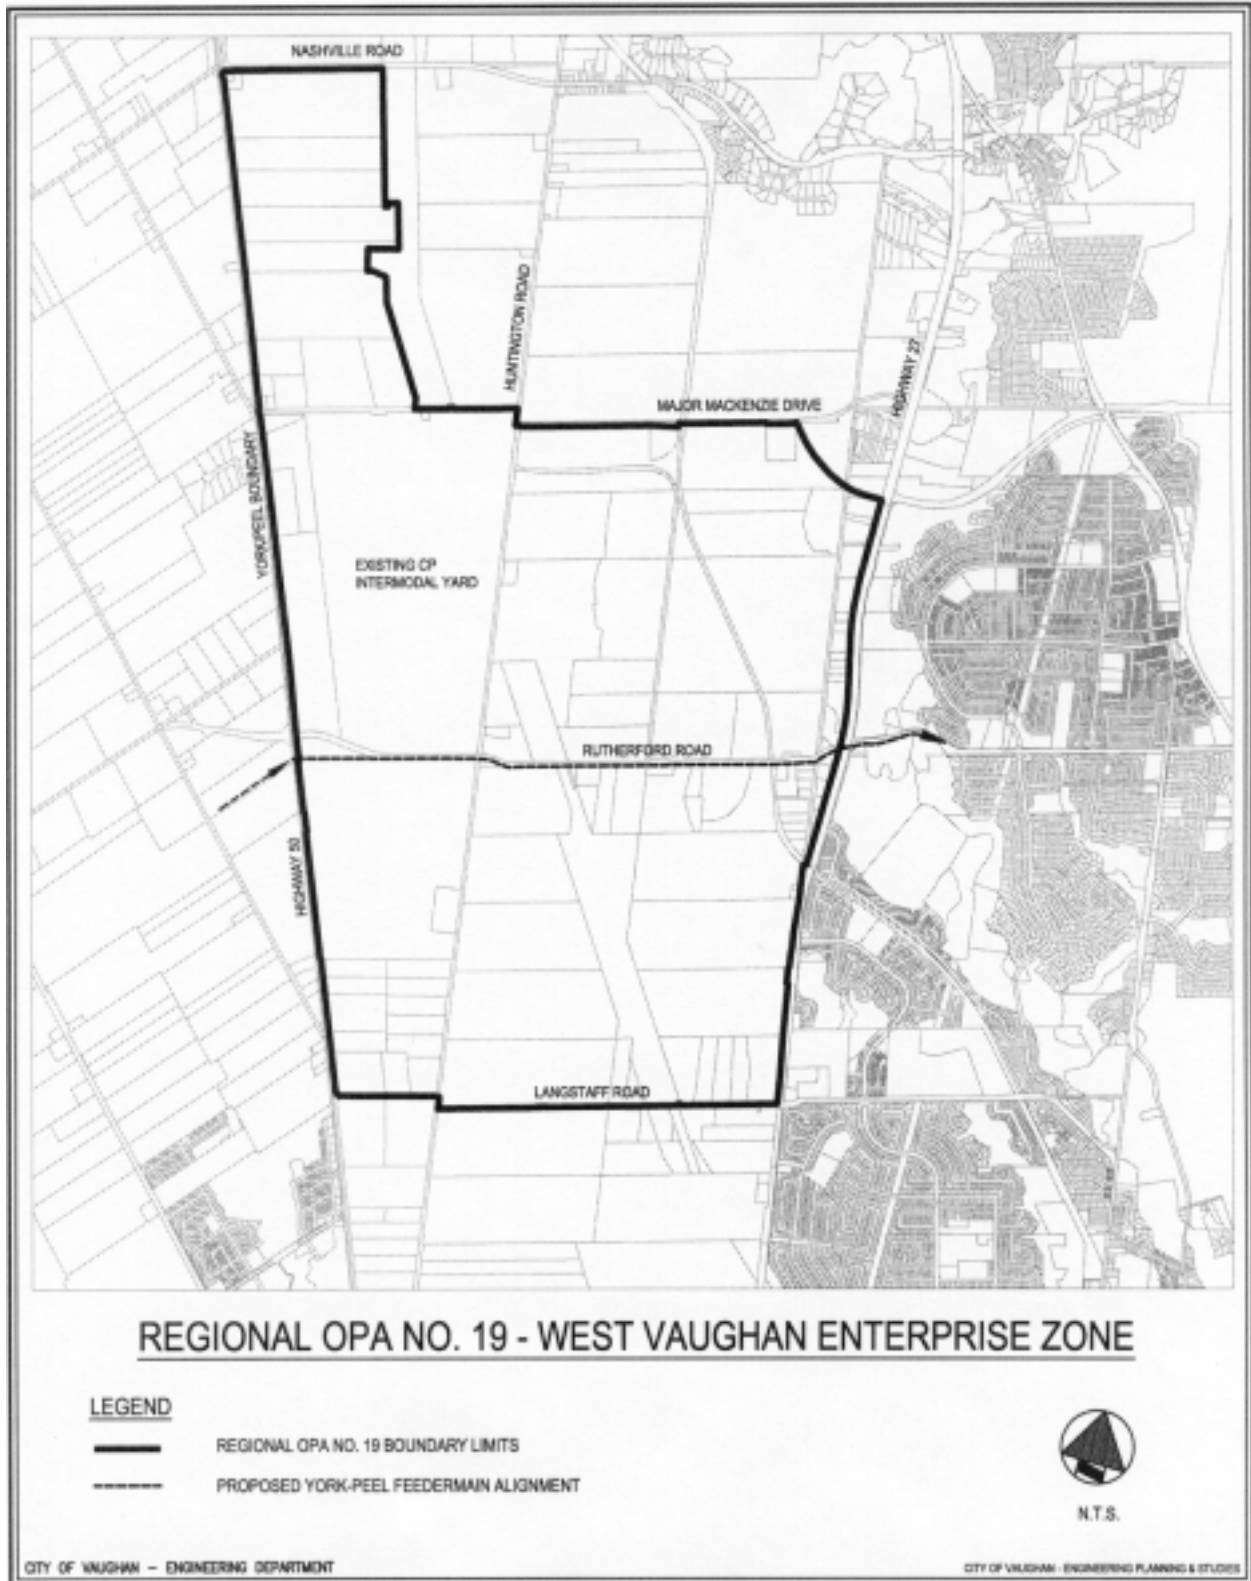 NASHVILLE ROAD
HUNTINGTON ROAD
HIGHWAY 27
MAJOR MACKENZIE DRIVE
YORK/PEEL BOUNDARY
EXISTING CP
INTERMODAL YARD
RUTHERFORD ROAD
HIGHWAY 50
LANGSTAFF ROAD
REGIONAL OPA NO. 19 - WEST VAUGHAN ENTERPRISE ZONE
LEGEND
REGIONAL OPA NO. 19 BOUNDARY LIMITS
PROPOSED YORK-PEEL FEEDERMAIN ALIGNMENT
N.T.S.
CITY OF VAUGHAN - ENGINEERING DEPARTMENT
CITY OF VAUGHAN - ENGINEERING PLANNING & STUDIES